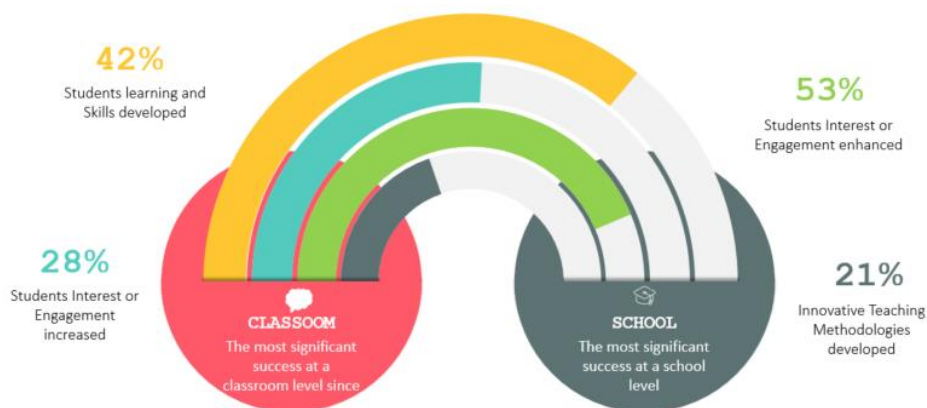 42%
Students learning and
Skills developed
53%
Students Interest or
Engagement enhanced
28%
Students Interest or
Engagement
increased
21%
Innovative Teaching
Methodologies
developed
CLASSOOM
The most significant
success at a
classroom level since
SCHOOL
The most significant
success at a school
level